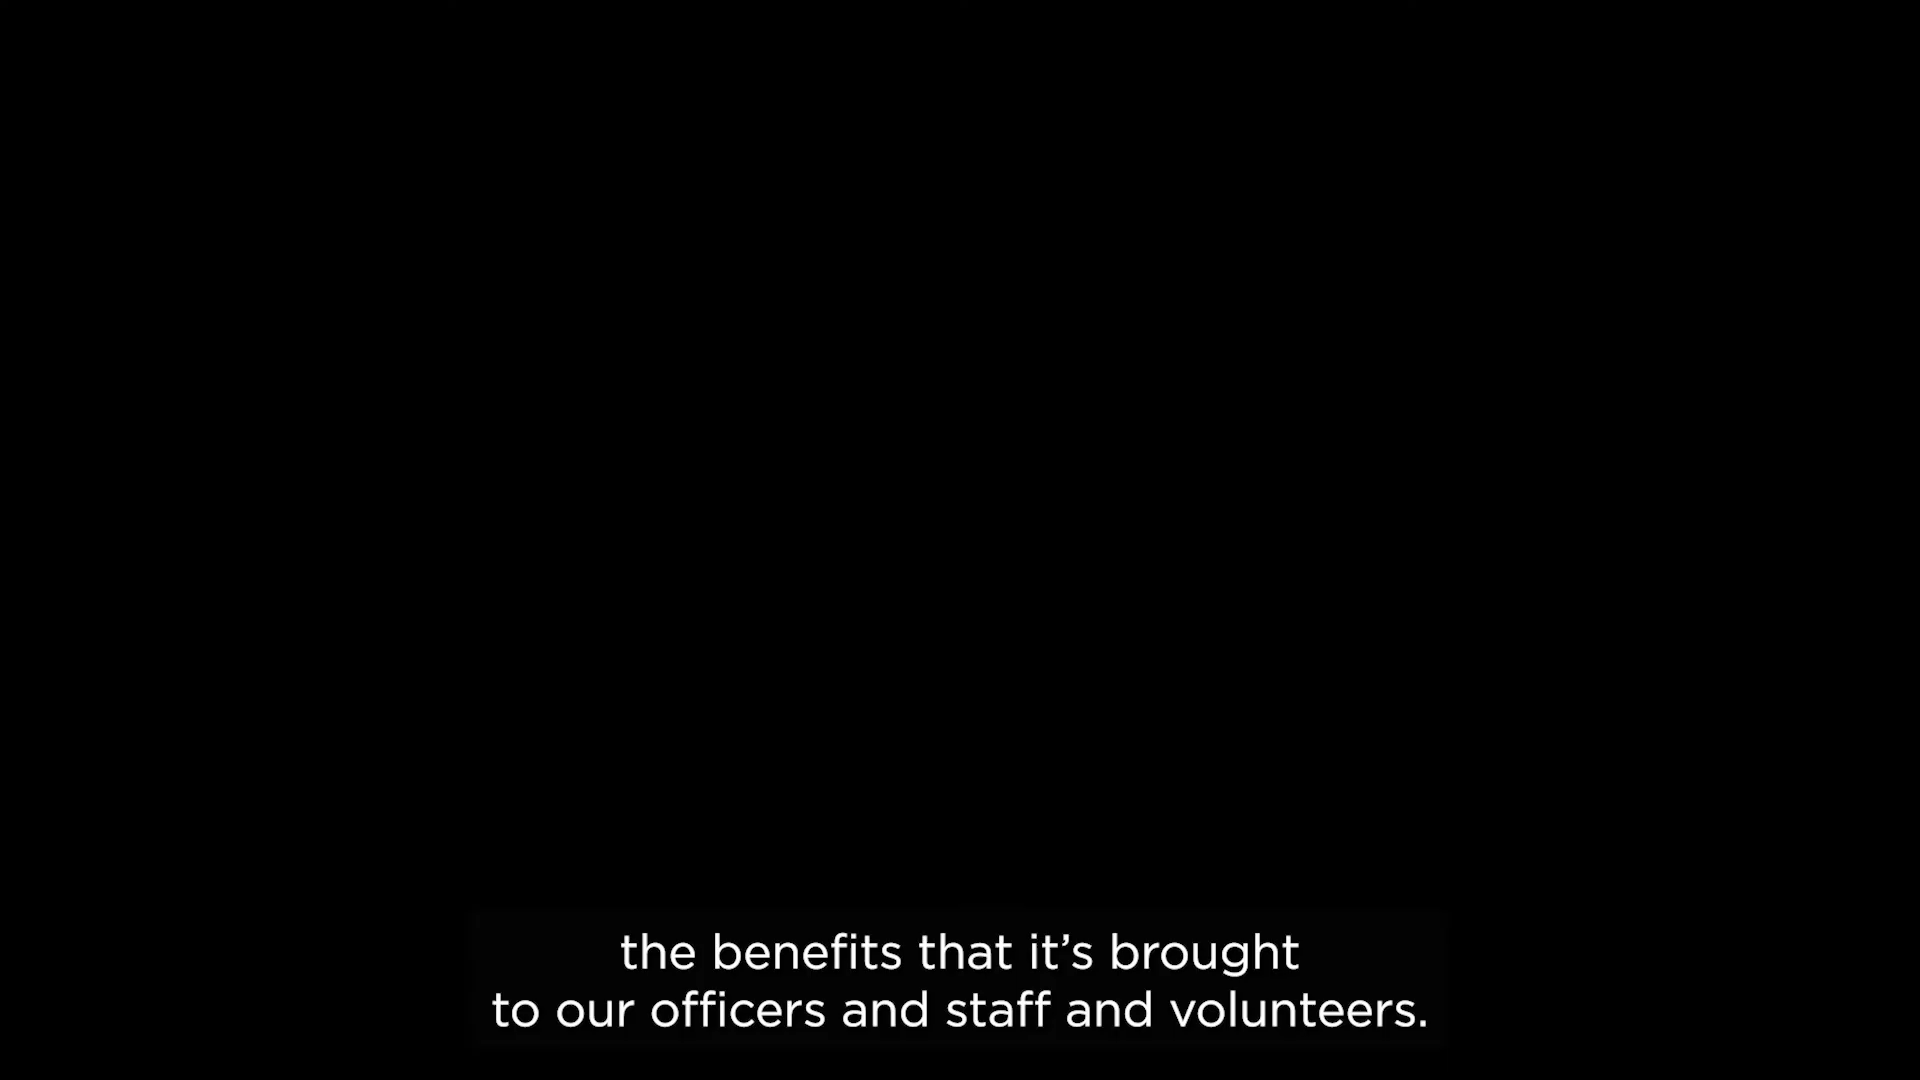 the benefits that it’s brought
to our officers and staff and volunteers.